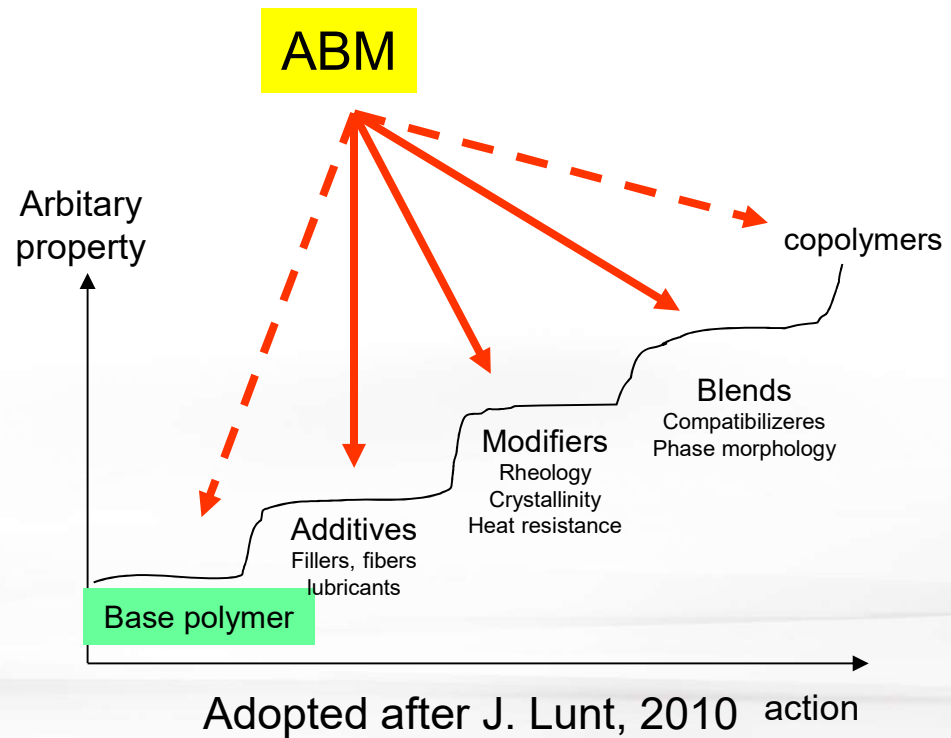 ABM
Arbitary
property
copolymers
Blends
Compatibilizeres
Phase morphology
Modifiers
Rheology
Crystallinity
Heat resistance
Additives
Fillers, fibers
lubricants
Base polymer
action
Adopted after J. Lunt, 2010